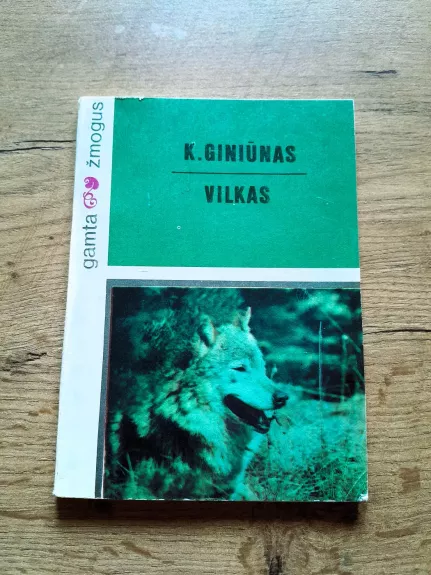 K. GINIŪNAS
VILKAS
gamta žmogus